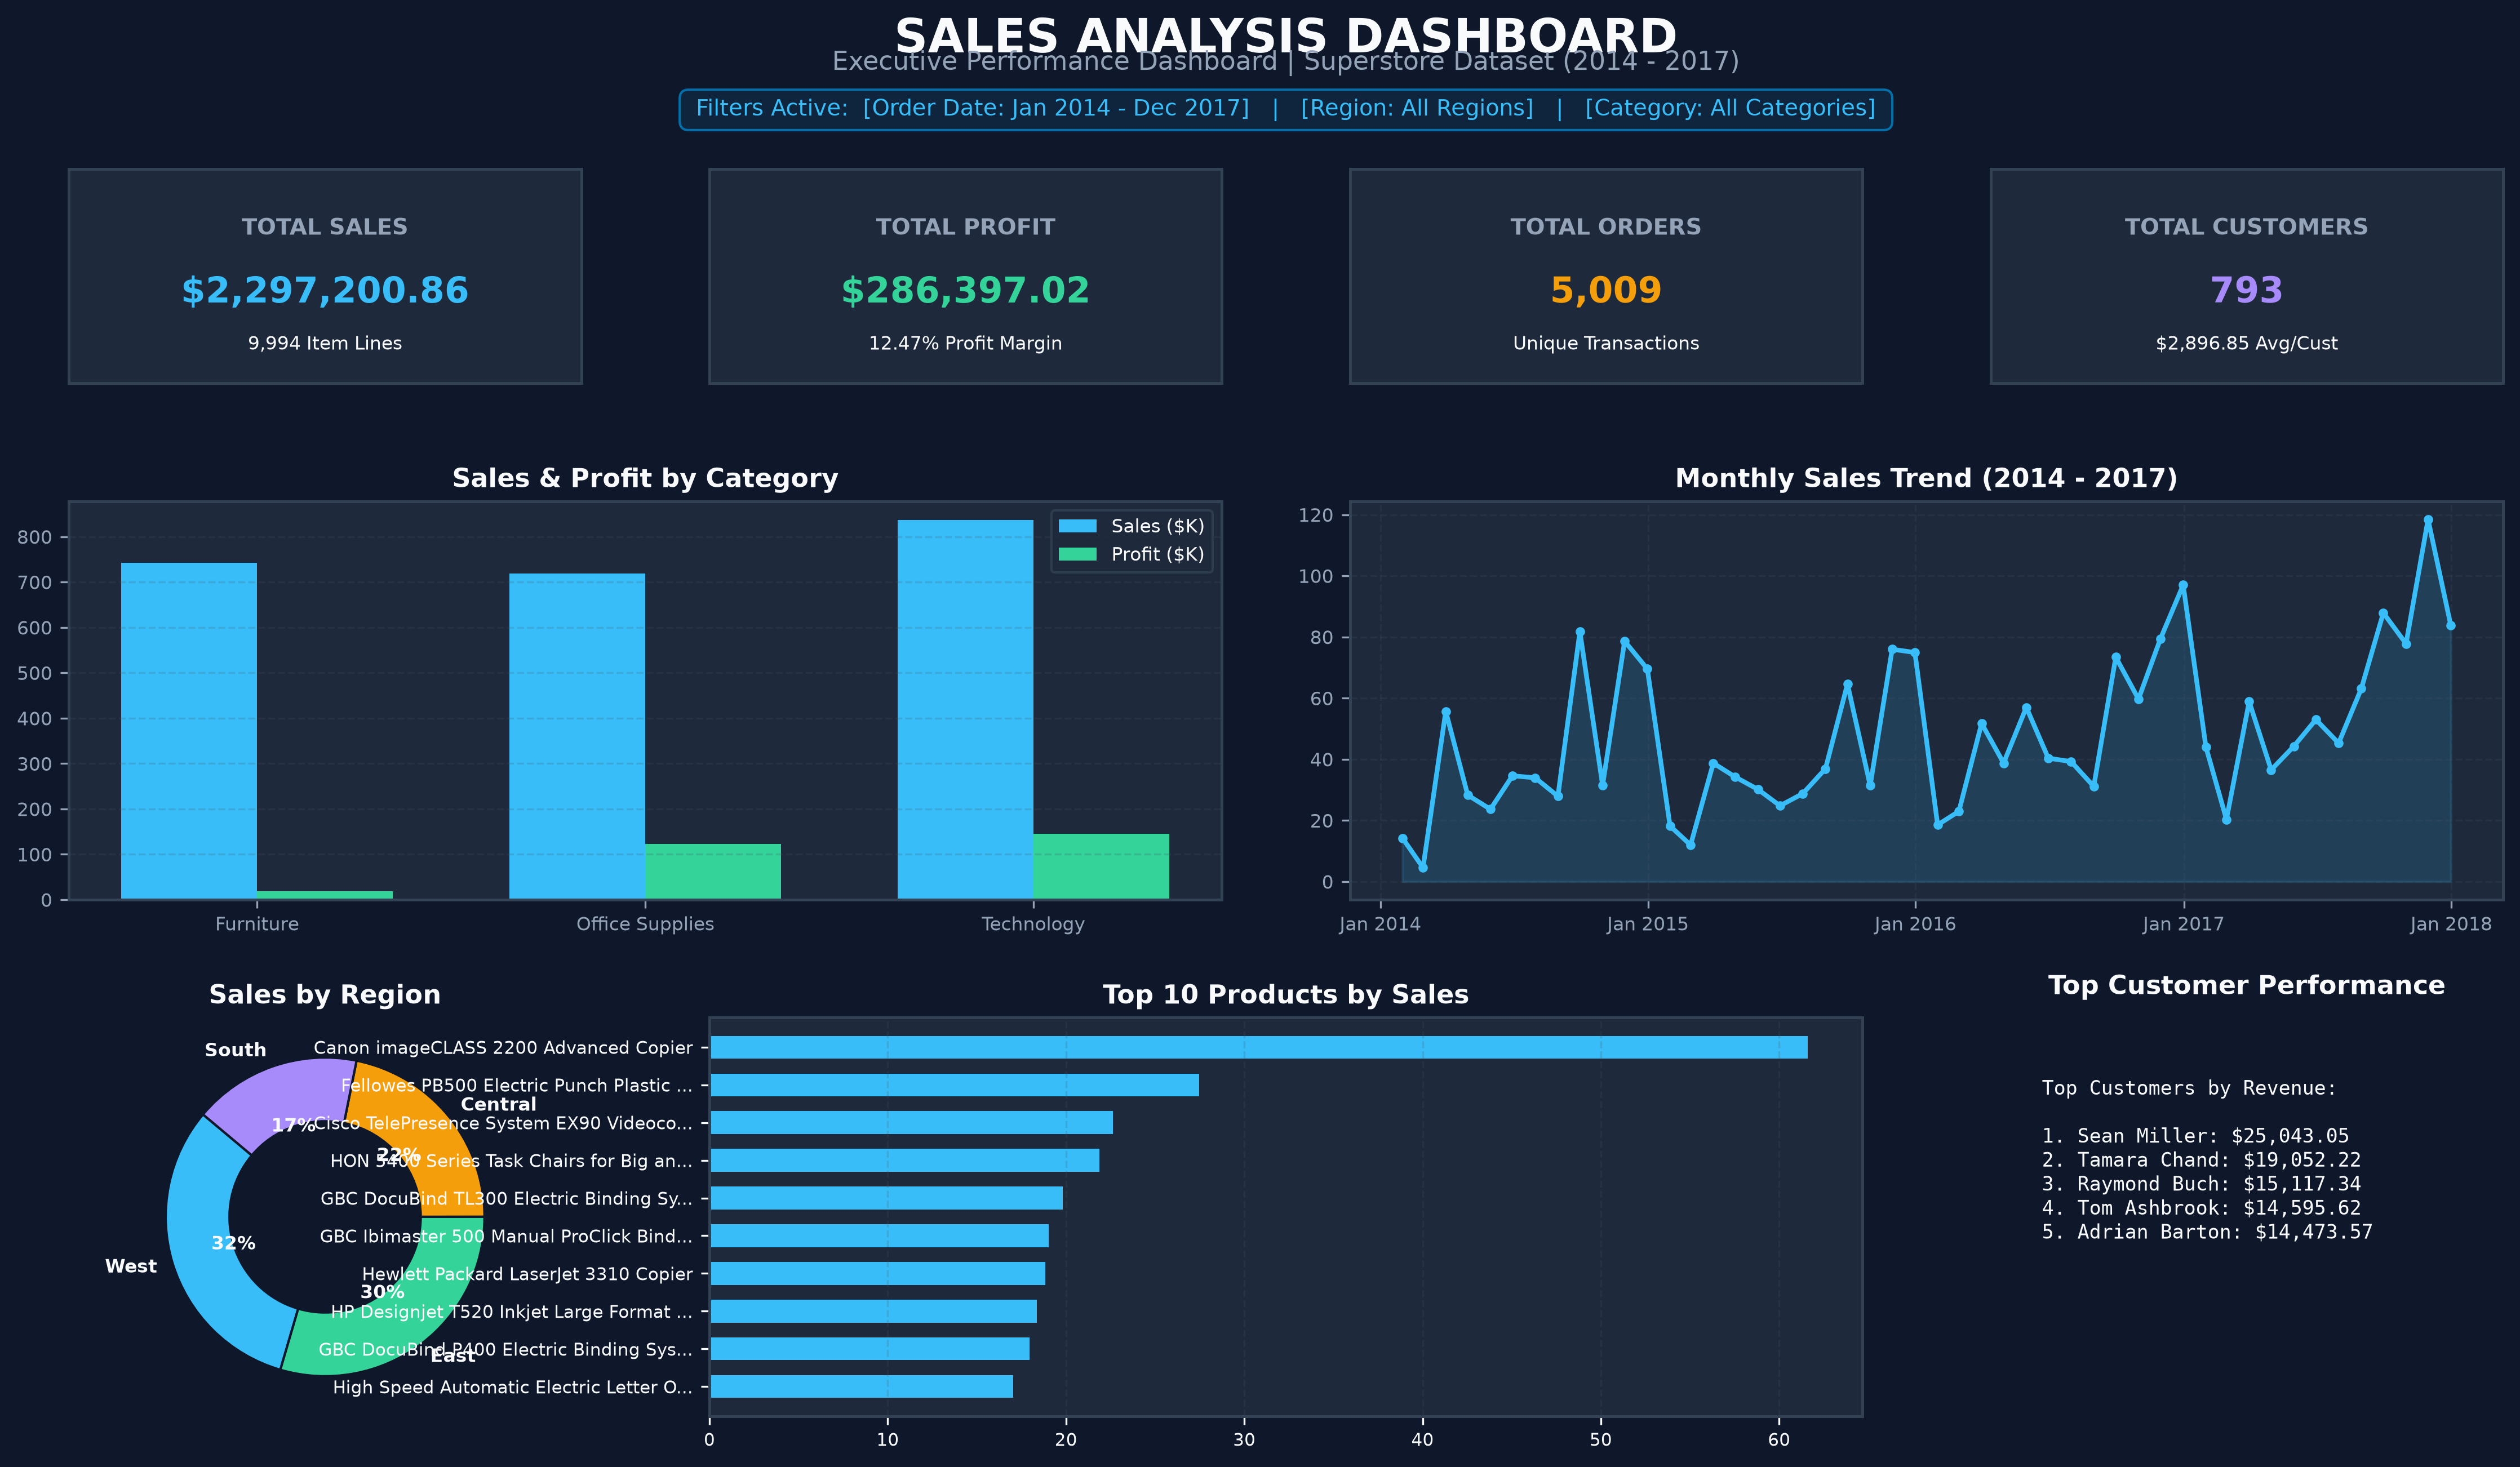 SALES ANALYSIS DASHBOARD
Executive Performance Dashboard | Superstore Dataset (2014 - 2017)
Filters Active:  [Order Date: Jan 2014 - Dec 2017]   |   [Region: All Regions]   |   [Category: All Categories]
TOTAL SALES
$2,297,200.86
9,994 Item Lines
TOTAL PROFIT
$286,397.02
12.47% Profit Margin
TOTAL ORDERS
5,009
Unique Transactions
TOTAL CUSTOMERS
793
$2,896.85 Avg/Cust
Sales & Profit by Category
800
700
600
500
400
300
200
100
0
Sales ($K)
Profit ($K)
Furniture
Office Supplies
Technology
Monthly Sales Trend (2014 - 2017)
120
100
80
60
40
20
0
Jan 2014
Jan 2015
Jan 2016
Jan 2017
Jan 2018
Sales by Region
South
Central
West
East
17%
22%
32%
30%
Top 10 Products by Sales
Canon imageCLASS 2200 Advanced Copier
Fellowes PB500 Electric Punch Plastic ...
Cisco TelePresence System EX90 Videoco...
HON 5400 Series Task Chairs for Big an...
GBC DocuBind TL300 Electric Binding Sy...
GBC Ibimaster 500 Manual ProClick Bind...
Hewlett Packard LaserJet 3310 Copier
HP Designjet T520 Inkjet Large Format ...
GBC DocuBind P400 Electric Binding Sys...
High Speed Automatic Electric Letter O...
0
10
20
30
40
50
60
Top Customer Performance
Top Customers by Revenue:
1. Sean Miller: $25,043.05
2. Tamara Chand: $19,052.22
3. Raymond Buch: $15,117.34
4. Tom Ashbrook: $14,595.62
5. Adrian Barton: $14,473.57